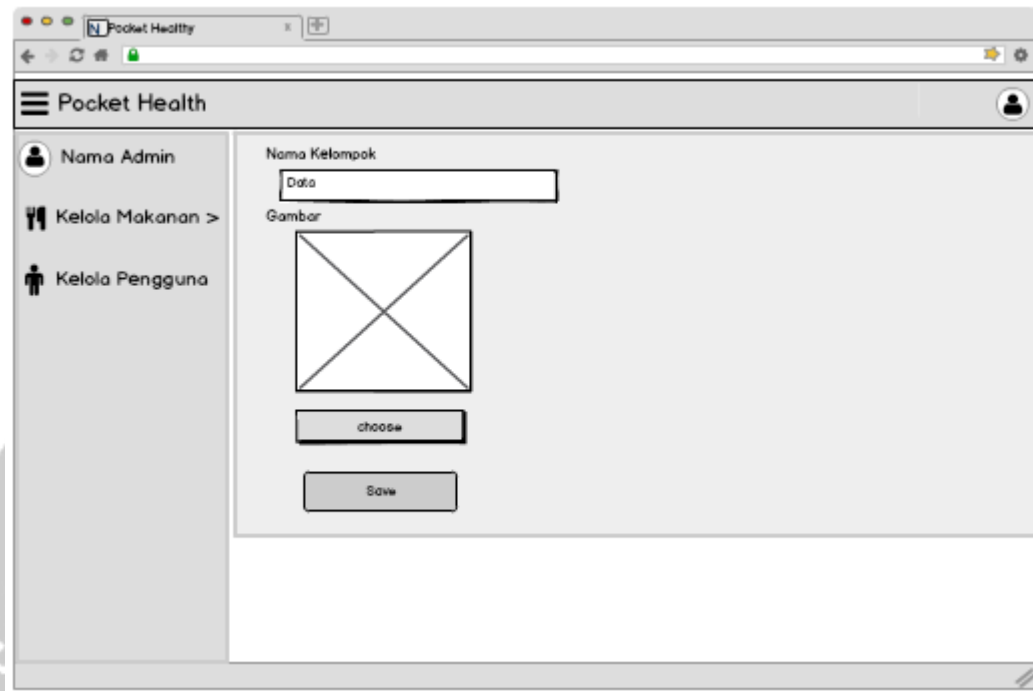 Pocket Healthy
Pocket Health
Nama Admin
Kelola Makanan >
Kelola Pengguna
Nama Kelompok
Data
Gambar
choose
Save